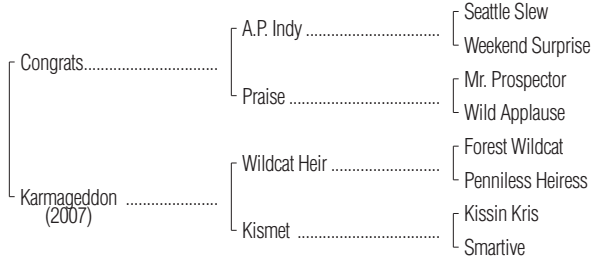 Seattle Slew
A.P. Indy ..............................
Weekend Surprise
Congrats..............................
Mr. Prospector
Praise ..................................
Wild Applause
Forest Wildcat
Wildcat Heir ........................
Penniless Heiress
Karmageddon ....................
(2007)
Kissin Kris
Kismet ................................
Smartive